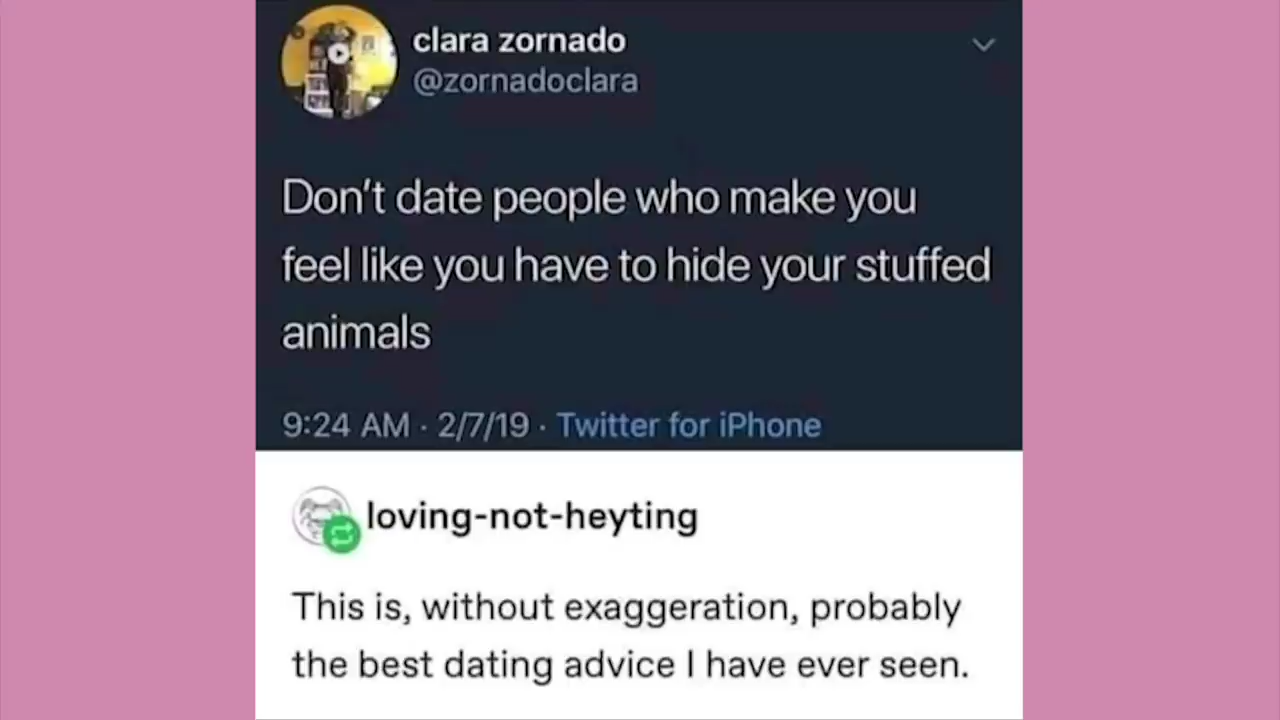 clara zornado
@zornadoclara
Don't date people who make you
feel like you have to hide your stuffed
animals
9:24 AM · 2/7/19 · Twitter for iPhone
loving-not-heyting
This is, without exaggeration, probably
the best dating advice I have ever seen.